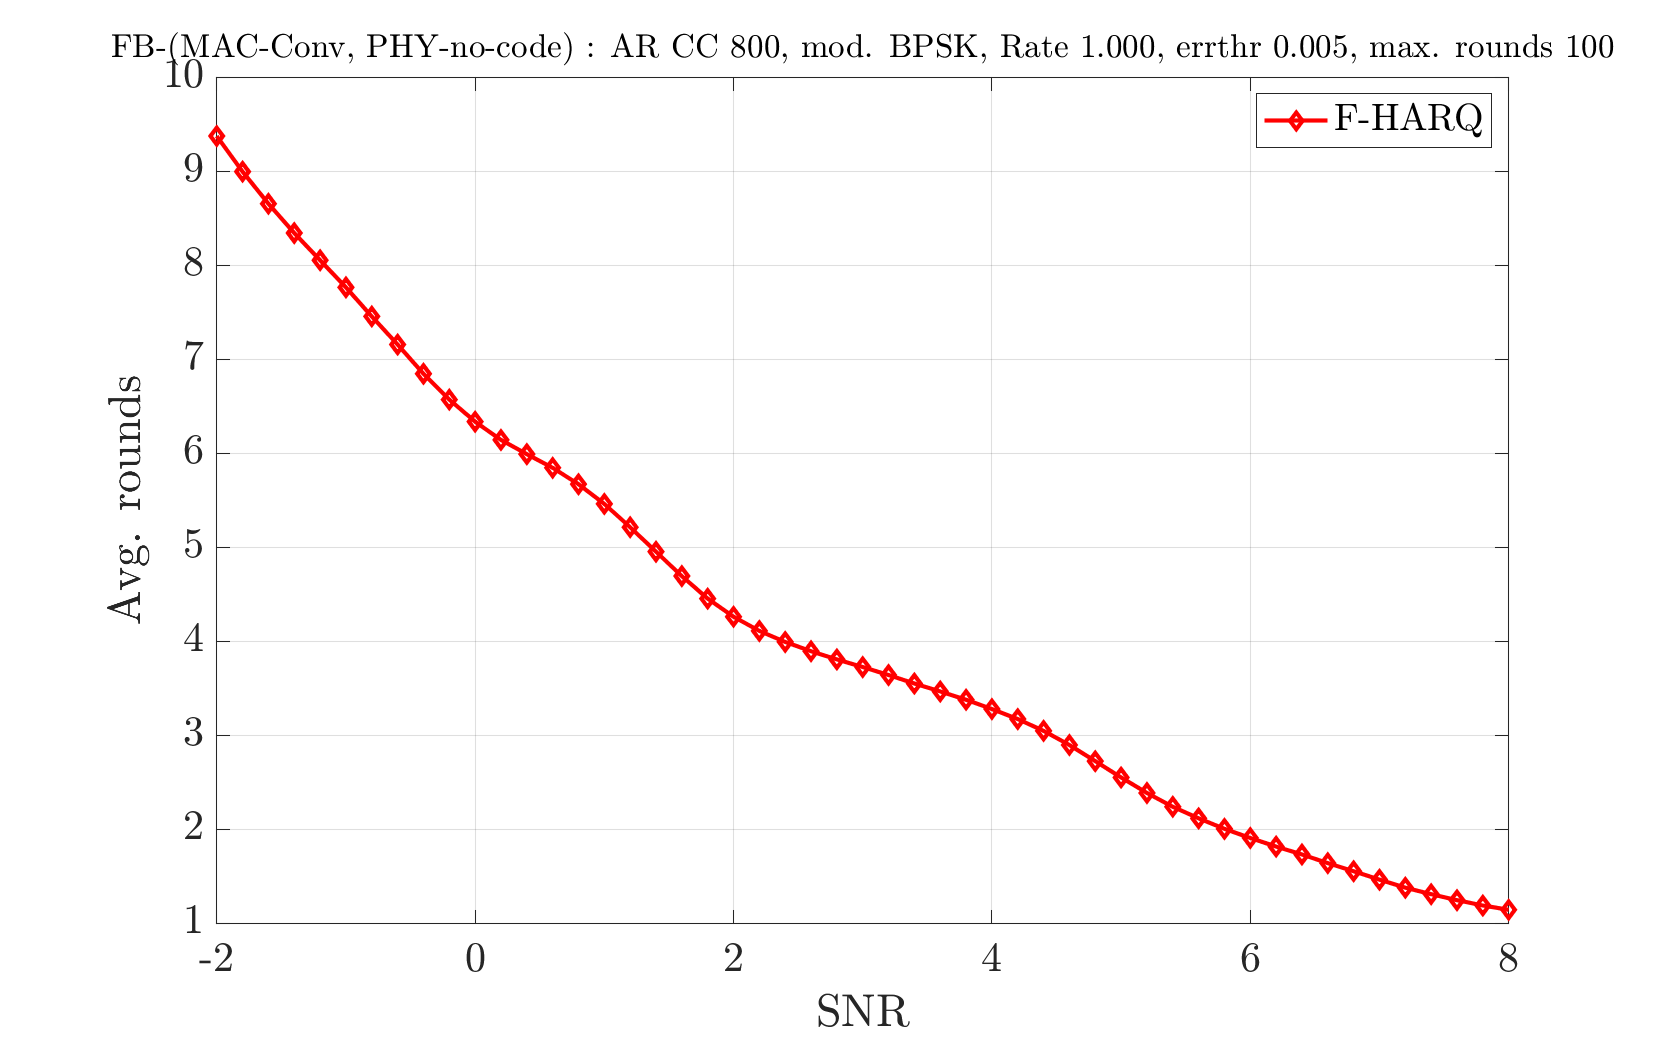 FB-(MAC-Conv, PHY-no-code) : AR CC 800, mod. BPSK, Rate 1.000, errthr 0.005, max. rounds 100
F-HARQ
10
9
8
7
6
5
4
3
2
1
Avg. rounds
-2 0 2 4 6 8
SNR